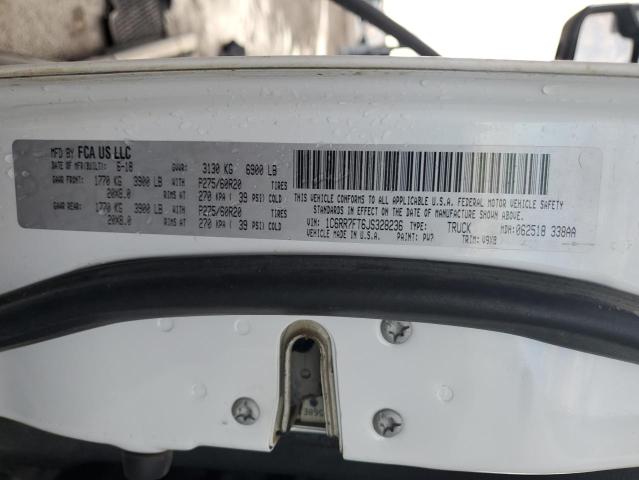 MFD BY FCA US LLC
DATE OF MFR(BUILT): 6-18 GVWR: 3130 KG 6900 LB
GAWR FRONT: 1770 KG 3900 LB WITH P275/60R20 TIRES
20X8.0 RIMS AT 270 KPA ( 39 PSI) COLD
GAWR REAR: 1770 KG 3900 LB WITH P275/60R20 TIRES
20X8.0 RIMS AT 270 KPA ( 39 PSI) COLD
THIS VEHICLE CONFORMS TO ALL APPLICABLE U.S.A. FEDERAL MOTOR VEHICLE SAFETY
STANDARDS IN EFFECT ON THE DATE OF MANUFACTURE SHOWN ABOVE.
VIN: 1C6RR7FT6JS328236 TYPE: TRUCK MDH: 062518 338AA
VEHICLE MADE IN U.S.A. PAINT: PW7 TRIM: V9X8